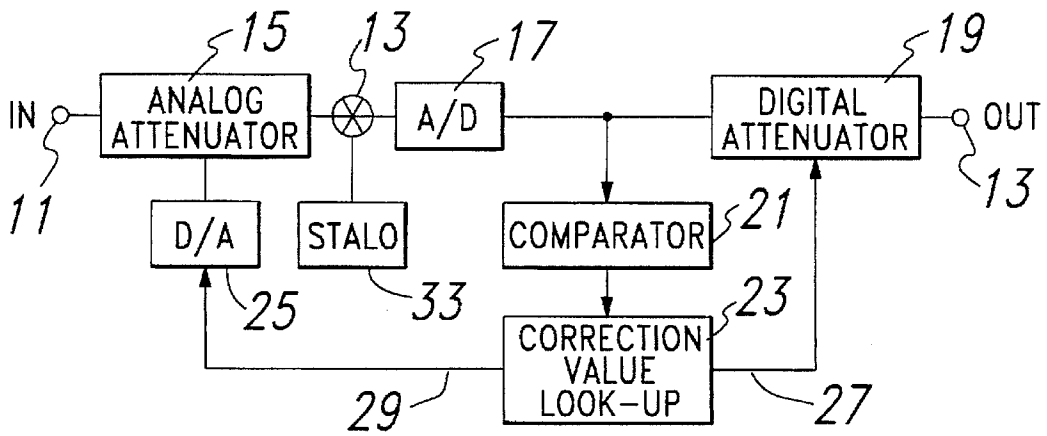 15
13
17
19
IN
ANALOG
ATTENUATOR
A/D
DIGITAL
ATTENUATOR
OUT
11
13
D/A
STALO
COMPARATOR
21
25
33
23
CORRECTION
VALUE
LOOK-UP
29
27